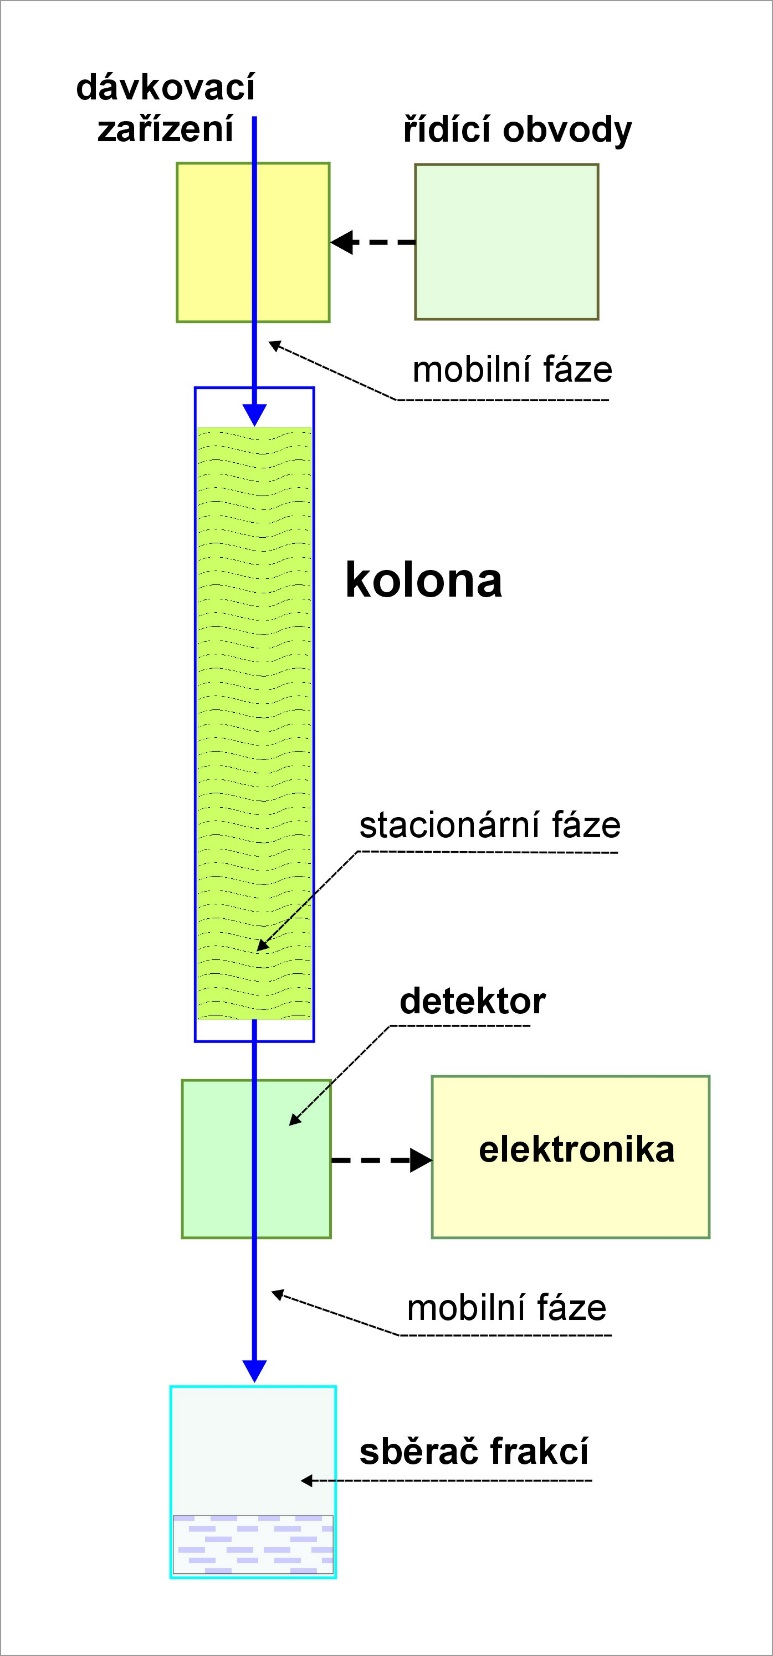 dávkovací
zařízení
řídící obvody
mobilní fáze
kolona
stacionární fáze
detektor
elektronika
mobilní fáze
sběrač frakcí